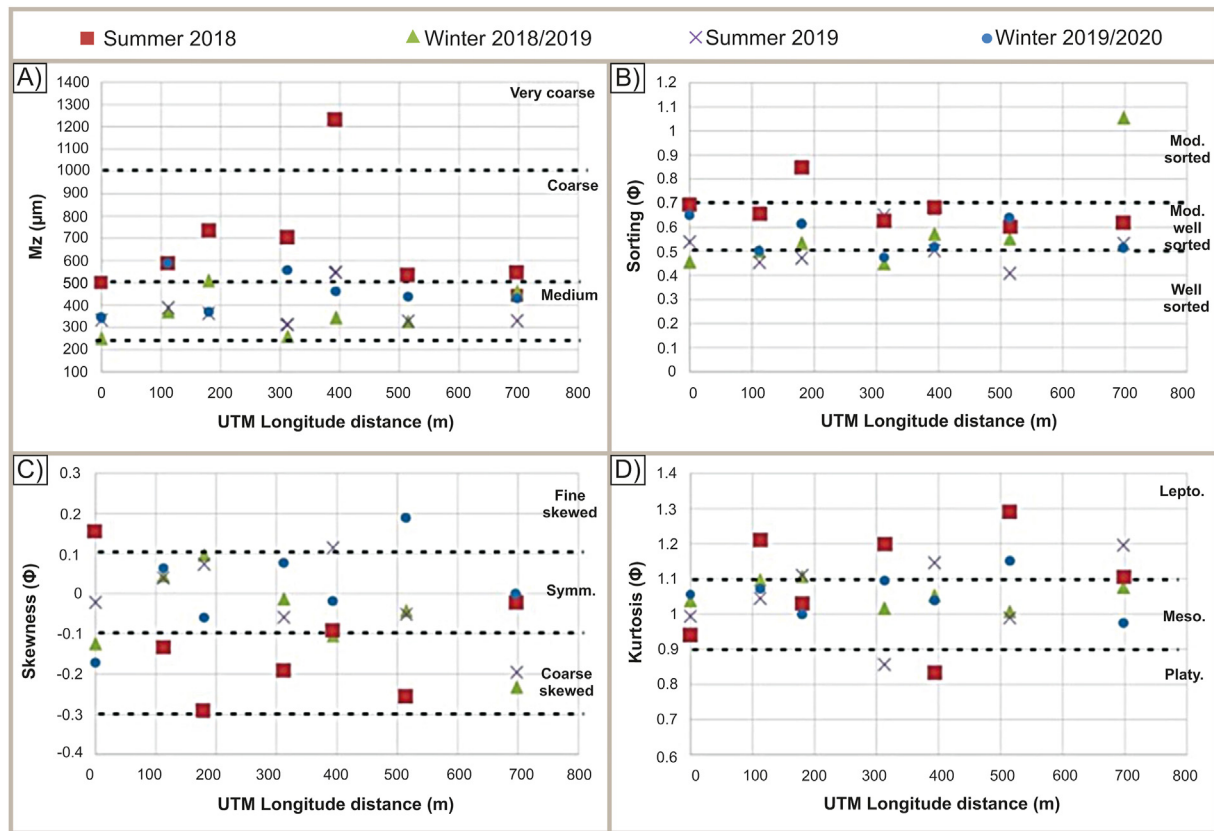 Summer 2018 Winter 2018/2019 Summer 2019 Winter 2019/2020
A)
1400
1300
1200
1100
1000
900
800
700
600
500
400
300
200
100
Mz (µm)
Very coarse
Coarse
Medium
0 100 200 300 400 500 600 700 800
UTM Longitude distance (m)
B)
1.2
1.1
1
0.9
0.8
0.7
0.6
0.5
0.4
0.3
0.2
0.1
0
Sorting (Φ)
Mod.
sorted
Mod.
well
sorted
Well
sorted
0 100 200 300 400 500 600 700 800
UTM Longitude distance (m)
C)
0.3
0.2
0.1
0
-0.1
-0.2
-0.3
-0.4
Skewness (Φ)
Fine
skewed
Symm.
Coarse
skewed
0 100 200 300 400 500 600 700 800
UTM Longitude distance (m)
D)
1.4
1.3
1.2
1.1
1
0.9
0.8
0.7
0.6
Kurtosis (Φ)
Lepto.
Meso.
Platy.
0 100 200 300 400 500 600 700 800
UTM Longitude distance (m)